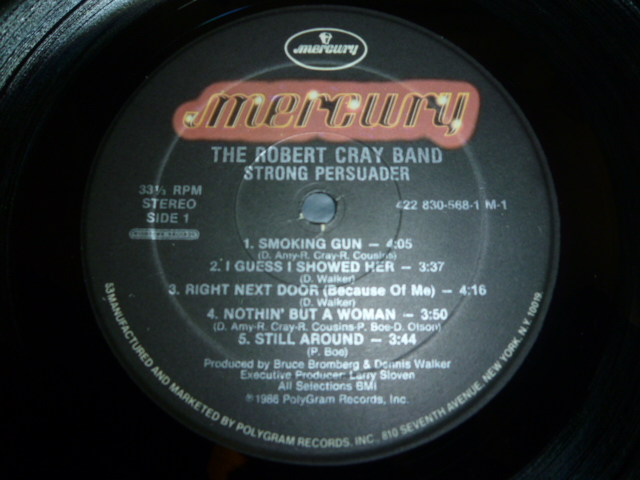 mercury
mercury
THE ROBERT CRAY BAND
STRONG PERSUADER
33⅓ RPM
STEREO
SIDE 1
422 830-568-1 M-1
1. SMOKING GUN — 4:05
(D. Amy-R. Cray-R. Cousins)
2. I GUESS I SHOWED HER — 3:37
(D. Walker)
3. RIGHT NEXT DOOR (Because Of Me) — 4:16
(D. Walker)
4. NOTHIN' BUT A WOMAN — 3:50
(D. Amy-R. Cray-R. Cousins-P. Boe-D. Olson)
5. STILL AROUND — 3:44
(P. Boe)
Produced by Bruce Bromberg & Dennis Walker
Executive Producer: Larry Sloven
All Selections BMI
℗1986 PolyGram Records, Inc.
53 MANUFACTURED AND MARKETED BY POLYGRAM RECORDS, INC., 810 SEVENTH AVENUE, NEW YORK, N.Y. 10019